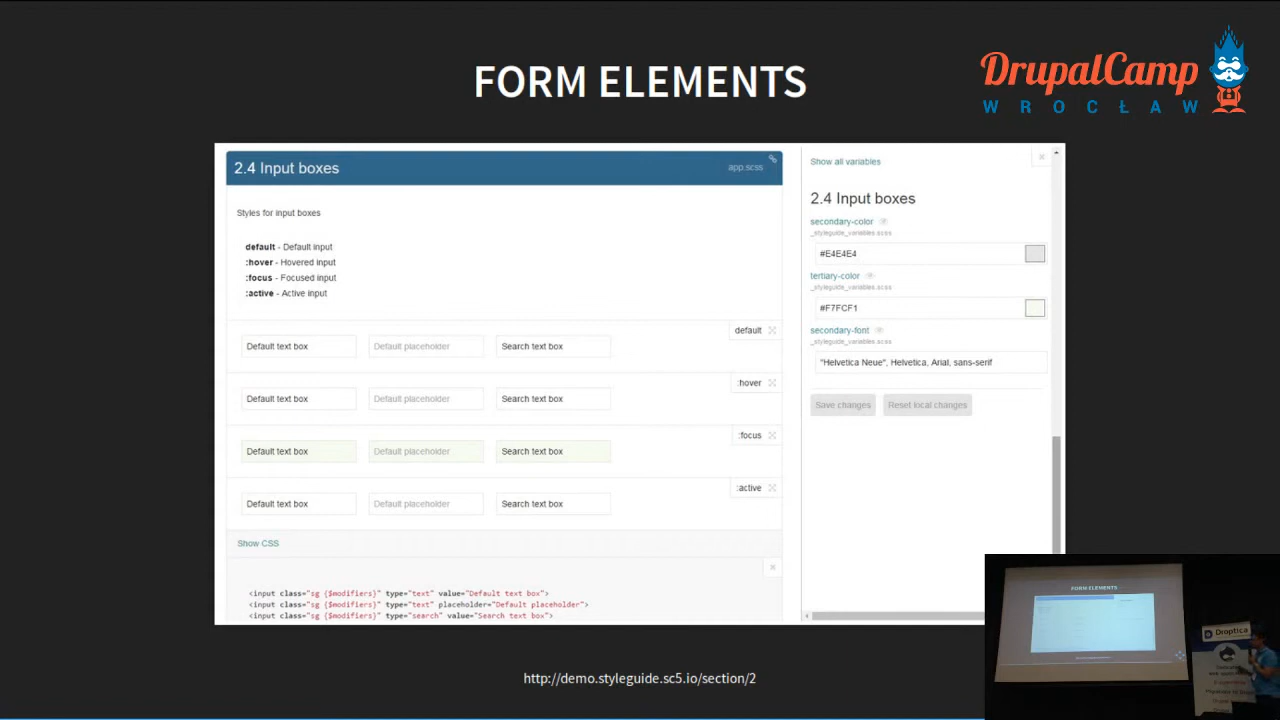 FORM ELEMENTS
DrupalCamp
WROCŁAW
2.4 Input boxes
app.scss
Styles for input boxes
default - Default input
:hover - Hovered input
:focus - Focused input
:active - Active input
default
Default text box Default placeholder Search text box
:hover
Default text box Default placeholder Search text box
:focus
Default text box Default placeholder Search text box
:active
Default text box Default placeholder Search text box
Show CSS
<input class="sg {$modifiers}" type="text" value="Default text box">
<input class="sg {$modifiers}" type="text" placeholder="Default placeholder">
<input class="sg {$modifiers}" type="search" value="Search text box">
Show all variables
2.4 Input boxes
secondary-color
_styleguide_variables.scss
#E4E4E4
tertiary-color
_styleguide_variables.scss
#F7FCF1
secondary-font
_styleguide_variables.scss
"Helvetica Neue", Helvetica, Arial, sans-serif
Save changes Reset local changes
http://demo.styleguide.sc5.io/section/2
FORM ELEMENTS
Droptica